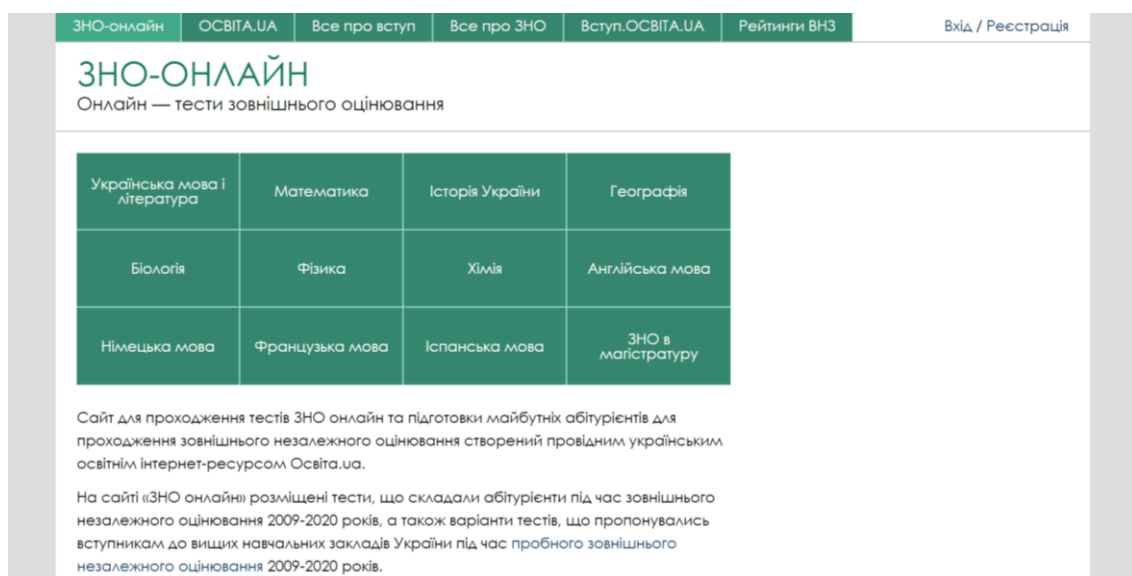 ЗНО-онлайн ОСВІТА.UA Все про вступ Все про ЗНО Вступ.ОСВІТА.UA Рейтинги ВНЗ Вхід / Реєстрація
ЗНО-ОНЛАЙН
Онлайн — тести зовнішнього оцінювання
Українська мова і
література
Математика
Історія України
Географія
Біологія
Фізика
Хімія
Англійська мова
Німецька мова
Французька мова
Іспанська мова
ЗНО в
магістратуру
Сайт для проходження тестів ЗНО онлайн та підготовки майбутніх абітурієнтів для
проходження зовнішнього незалежного оцінювання створений провідним українським
освітнім інтернет-ресурсом Освіта.ua.
На сайті «ЗНО онлайн» розміщені тести, що складали абітурієнти під час зовнішнього
незалежного оцінювання 2009-2020 років, а також варіанти тестів, що пропонувались
вступникам до вищих навчальних закладів України під час пробного зовнішнього
незалежного оцінювання 2009-2020 років.